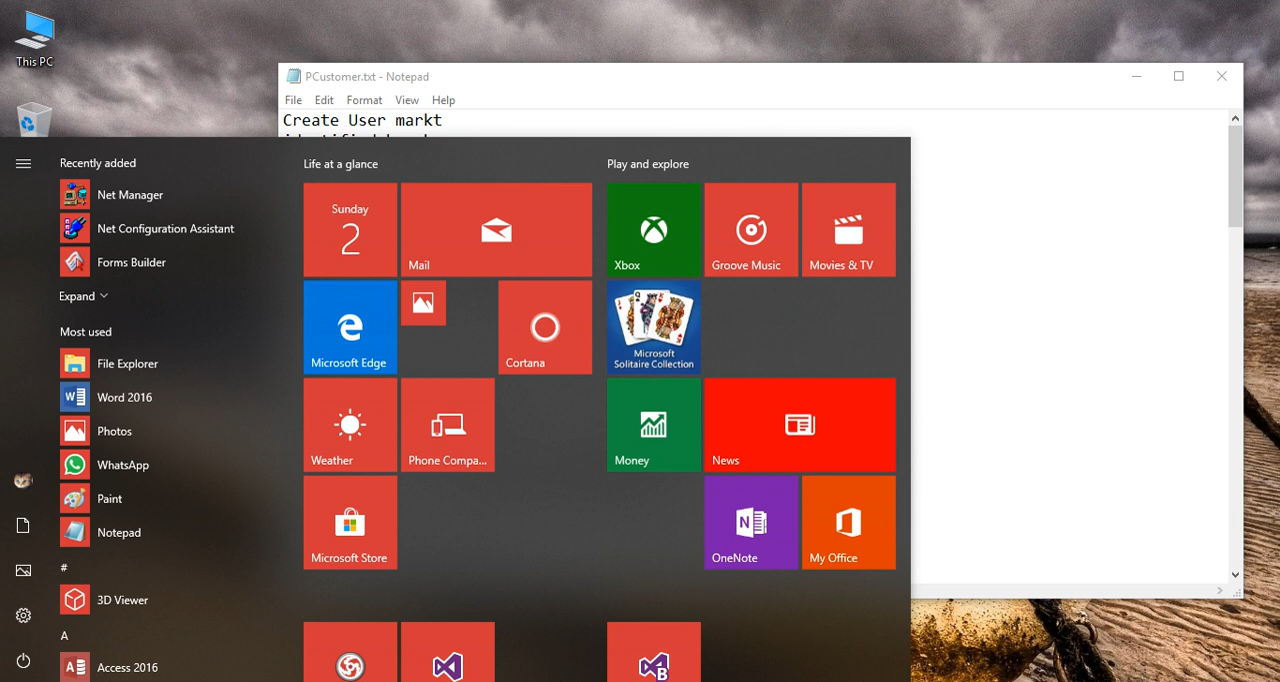 This PC
PCustomer.txt - Notepad
File Edit Format View Help
Create User markt
Recently added
Net Manager
Net Configuration Assistant
Forms Builder
Expand
Most used
File Explorer
Word 2016
Photos
WhatsApp
Paint
Notepad
#
3D Viewer
A
Access 2016
Life at a glance
Sunday
2
Mail
Microsoft Edge
Cortana
Weather
Phone Compa...
Microsoft Store
Play and explore
Xbox
Groove Music
Movies & TV
Microsoft
Solitaire Collection
Money
News
OneNote
My Office